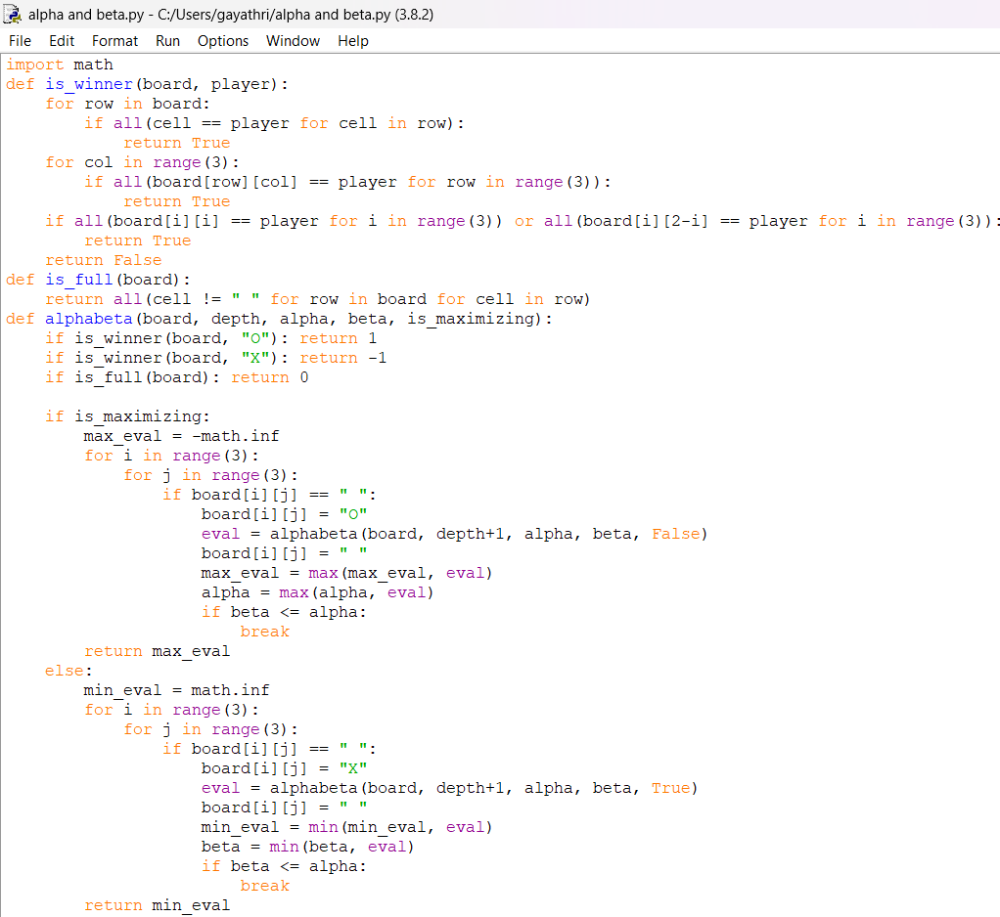 alpha and beta.py - C:/Users/gayathri/alpha and beta.py (3.8.2)
File Edit Format Run Options Window Help
import math
def is_winner(board, player):
    for row in board:
        if all(cell == player for cell in row):
            return True
    for col in range(3):
        if all(board[row][col] == player for row in range(3)):
            return True
    if all(board[i][i] == player for i in range(3)) or all(board[i][2-i] == player for i in range(3)):
        return True
    return False
def is_full(board):
    return all(cell != " " for row in board for cell in row)
def alphabeta(board, depth, alpha, beta, is_maximizing):
    if is_winner(board, "O"): return 1
    if is_winner(board, "X"): return -1
    if is_full(board): return 0

    if is_maximizing:
        max_eval = -math.inf
        for i in range(3):
            for j in range(3):
                if board[i][j] == " ":
                    board[i][j] = "O"
                    eval = alphabeta(board, depth+1, alpha, beta, False)
                    board[i][j] = " "
                    max_eval = max(max_eval, eval)
                    alpha = max(alpha, eval)
                    if beta <= alpha:
                        break
        return max_eval
    else:
        min_eval = math.inf
        for i in range(3):
            for j in range(3):
                if board[i][j] == " ":
                    board[i][j] = "X"
                    eval = alphabeta(board, depth+1, alpha, beta, True)
                    board[i][j] = " "
                    min_eval = min(min_eval, eval)
                    beta = min(beta, eval)
                    if beta <= alpha:
                        break
        return min_eval